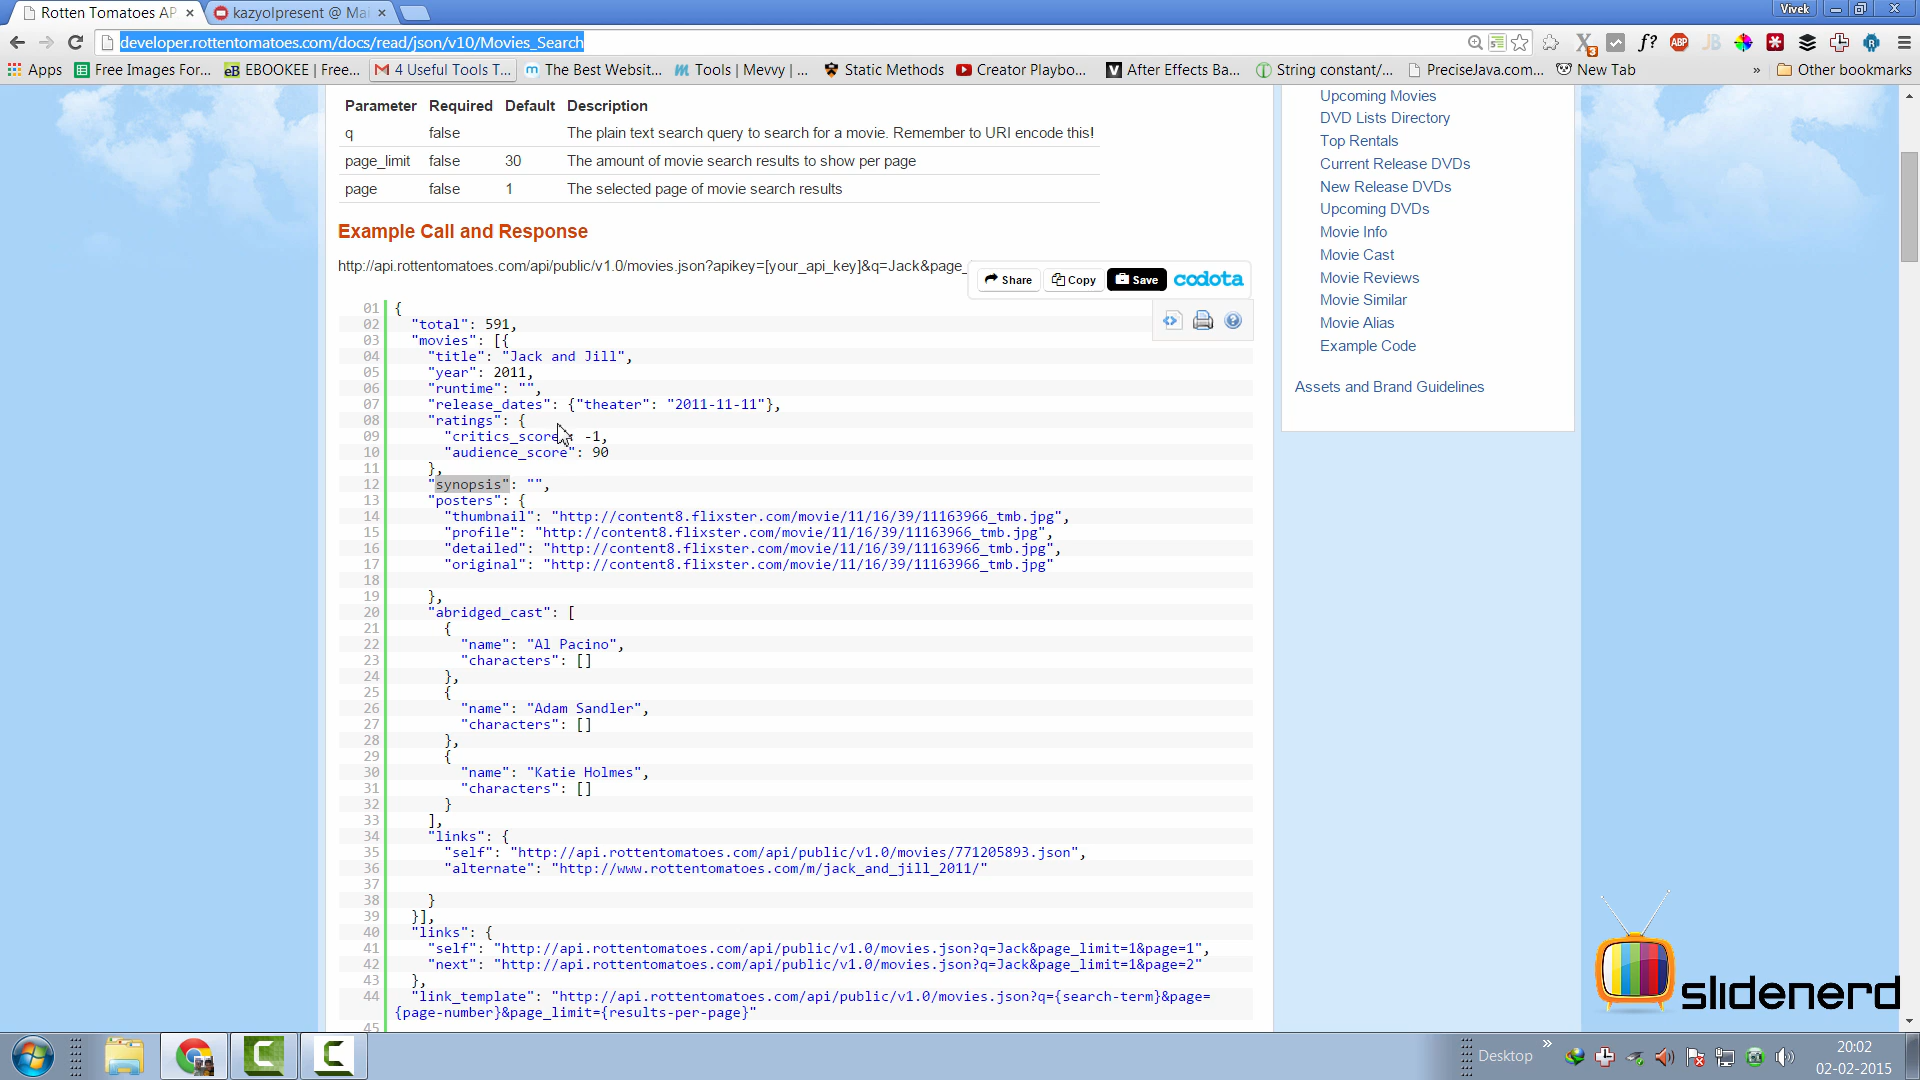 Rotten Tomatoes AP
kazyolpresent @ Mai
Vivek
developer.rottentomatoes.com/docs/read/json/v10/Movies_Search
Apps
Free Images For...
EBOOKEE | Free...
4 Useful Tools T...
The Best Websit...
Tools | Mevvy | ...
Static Methods
Creator Playbo...
After Effects Ba...
String constant/...
PreciseJava.com...
New Tab
»
Other bookmarks
Parameter Required Default Description
q false The plain text search query to search for a movie. Remember to URI encode this!
page_limit false 30 The amount of movie search results to show per page
page false 1 The selected page of movie search results
Example Call and Response
http://api.rottentomatoes.com/api/public/v1.0/movies.json?apikey=[your_api_key]&q=Jack&page_
Share Copy Save codota
01 {
02 "total": 591,
03 "movies": [{
04 "title": "Jack and Jill",
05 "year": 2011,
06 "runtime": "",
07 "release_dates": {"theater": "2011-11-11"},
08 "ratings": {
09 "critics_score": -1,
10 "audience_score": 90
11 },
12 "synopsis": "",
13 "posters": {
14 "thumbnail": "http://content8.flixster.com/movie/11/16/39/11163966_tmb.jpg",
15 "profile": "http://content8.flixster.com/movie/11/16/39/11163966_tmb.jpg",
16 "detailed": "http://content8.flixster.com/movie/11/16/39/11163966_tmb.jpg",
17 "original": "http://content8.flixster.com/movie/11/16/39/11163966_tmb.jpg"
18
19 },
20 "abridged_cast": [
21 {
22 "name": "Al Pacino",
23 "characters": []
24 },
25 {
26 "name": "Adam Sandler",
27 "characters": []
28 },
29 {
30 "name": "Katie Holmes",
31 "characters": []
32 }
33 ],
34 "links": {
35 "self": "http://api.rottentomatoes.com/api/public/v1.0/movies/771205893.json",
36 "alternate": "http://www.rottentomatoes.com/m/jack_and_jill_2011/"
37
38 }
39 }],
40 "links": {
41 "self": "http://api.rottentomatoes.com/api/public/v1.0/movies.json?q=Jack&page_limit=1&page=1",
42 "next": "http://api.rottentomatoes.com/api/public/v1.0/movies.json?q=Jack&page_limit=1&page=2"
43 },
44 "link_template": "http://api.rottentomatoes.com/api/public/v1.0/movies.json?q={search-term}&page=
{page-number}&page_limit={results-per-page}"
45
Upcoming Movies
DVD Lists Directory
Top Rentals
Current Release DVDs
New Release DVDs
Upcoming DVDs
Movie Info
Movie Cast
Movie Reviews
Movie Similar
Movie Alias
Example Code
Assets and Brand Guidelines
slidenerd
Desktop »
20:02
02-02-2015